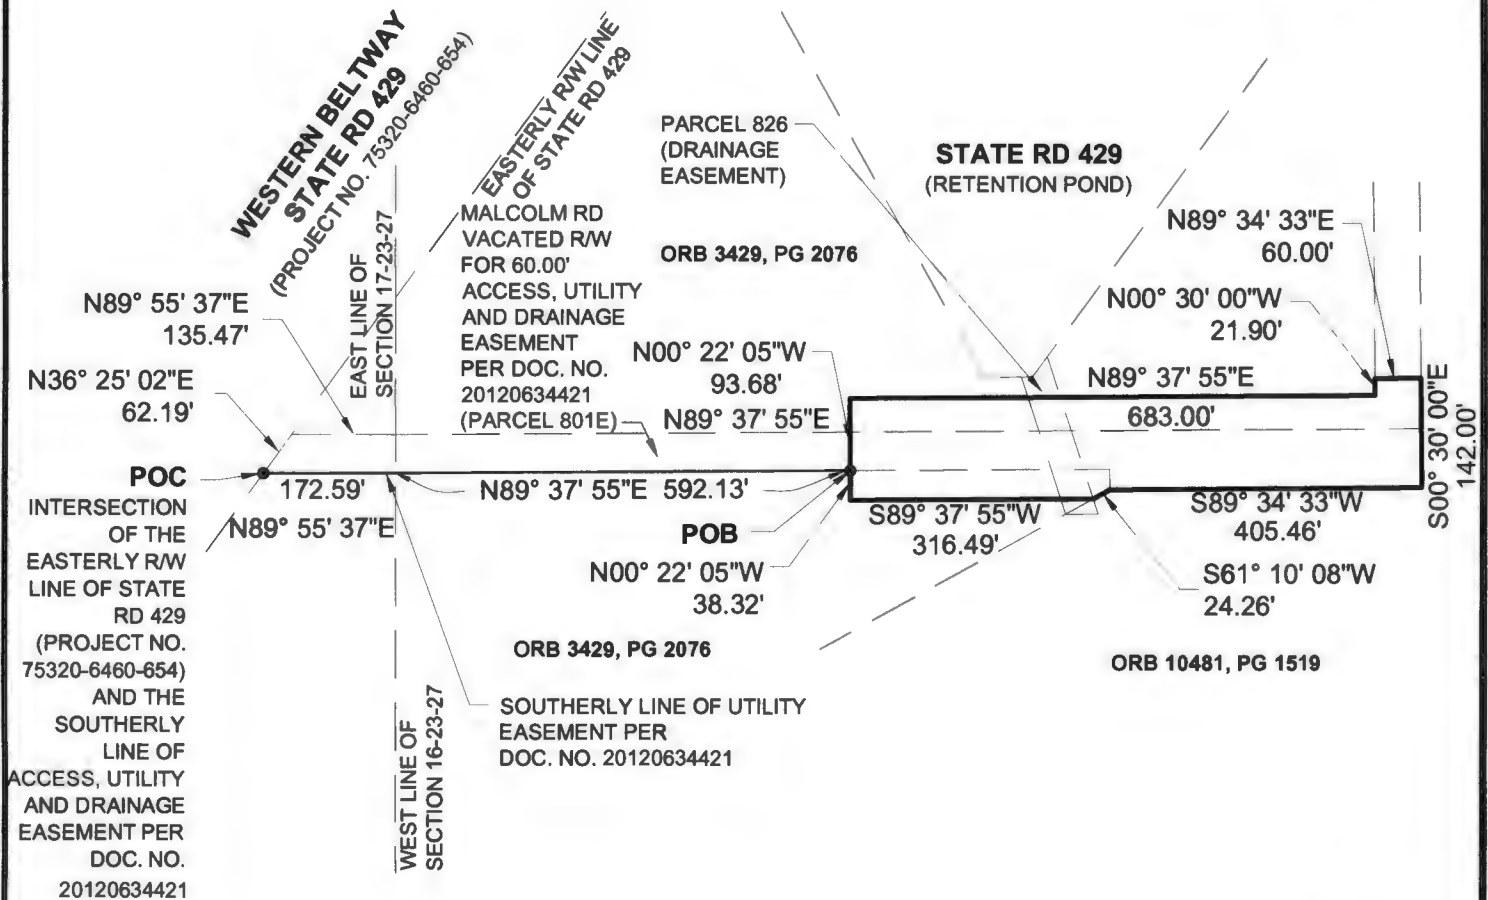 WESTERN BELTWAY
STATE RD 429
(PROJECT NO. 75320-6460-654)
EASTERLY R/W LINE
OF STATE RD 429
EAST LINE OF
SECTION 17-23-27
MALCOLM RD
VACATED R/W
FOR 60.00'
ACCESS, UTILITY
AND DRAINAGE
EASEMENT
PER DOC. NO.
20120634421
(PARCEL 801E)
PARCEL 826
(DRAINAGE
EASEMENT)
STATE RD 429
(RETENTION POND)
ORB 3429, PG 2076
N89° 34' 33"E
60.00'
N00° 30' 00"W
21.90'
N89° 55' 37"E
135.47'
N36° 25' 02"E
62.19'
N00° 22' 05"W
93.68'
N89° 37' 55"E
N89° 37' 55"E
683.00'
S00° 30' 00"E
142.00'
POC
INTERSECTION
OF THE
EASTERLY R/W
LINE OF STATE
RD 429
(PROJECT NO.
75320-6460-654)
AND THE
SOUTHERLY
LINE OF
ACCESS, UTILITY
AND DRAINAGE
EASEMENT PER
DOC. NO.
20120634421
172.59'
N89° 55' 37"E
N89° 37' 55"E 592.13'
POB
N00° 22' 05"W
38.32'
S89° 37' 55"W
316.49'
S89° 34' 33"W
405.46'
S61° 10' 08"W
24.26'
ORB 3429, PG 2076
ORB 10481, PG 1519
WEST LINE OF
SECTION 16-23-27
SOUTHERLY LINE OF UTILITY
EASEMENT PER
DOC. NO. 20120634421